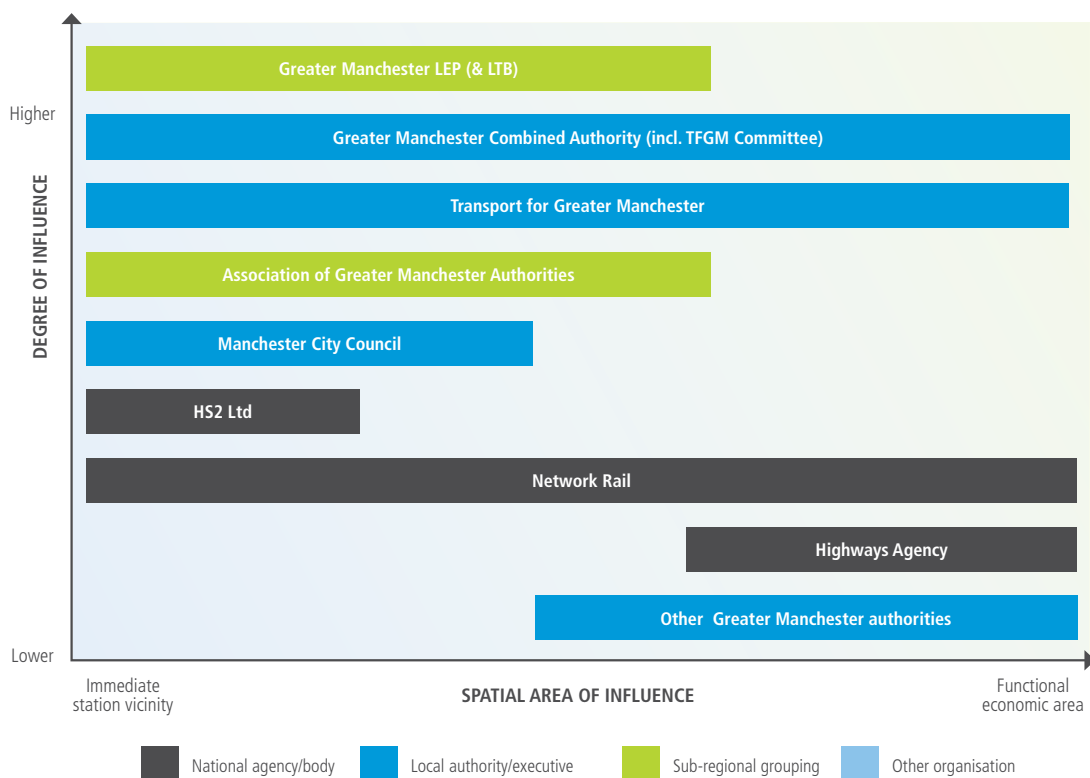 Greater Manchester LEP (& LTB)
Higher
Greater Manchester Combined Authority (incl. TFGM Committee)
Transport for Greater Manchester
DEGREE OF INFLUENCE
Association of Greater Manchester Authorities
Manchester City Council
HS2 Ltd
Network Rail
Highways Agency
Other Greater Manchester authorities
Lower
Immediate
station vicinity
SPATIAL AREA OF INFLUENCE
Functional
economic area
National agency/body
Local authority/executive
Sub-regional grouping
Other organisation